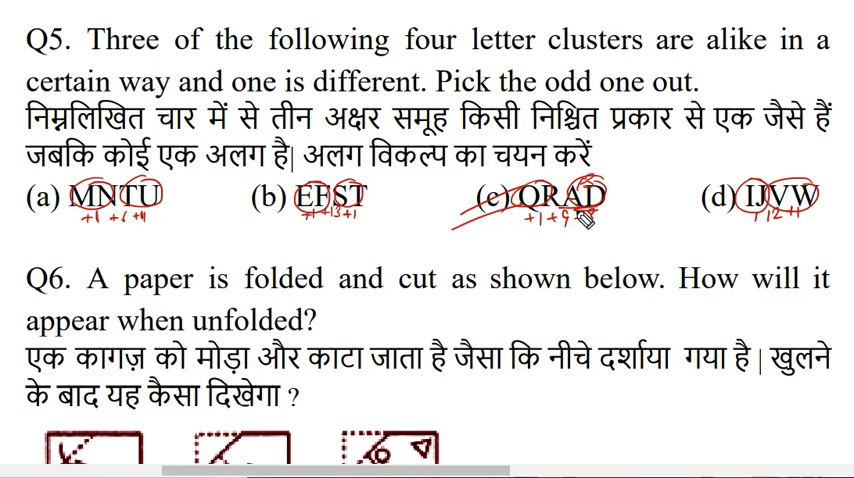 Q5. Three of the following four letter clusters are alike in a
certain way and one is different. Pick the odd one out.
निम्नलिखित चार में से तीन अक्षर समूह किसी निश्चित प्रकार से एक जैसे हैं
जबकि कोई एक अलग है| अलग विकल्प का चयन करें
(a) MNTU (b) EFST (c) QRAD (d) IJVW
+1 +6 +1 +1 +13 +1 +1 +9 1 12 +1
Q6. A paper is folded and cut as shown below. How will it
appear when unfolded?
एक कागज़ को मोड़ा और काटा जाता है जैसा कि नीचे दर्शाया गया है | खुलने
के बाद यह कैसा दिखेगा ?